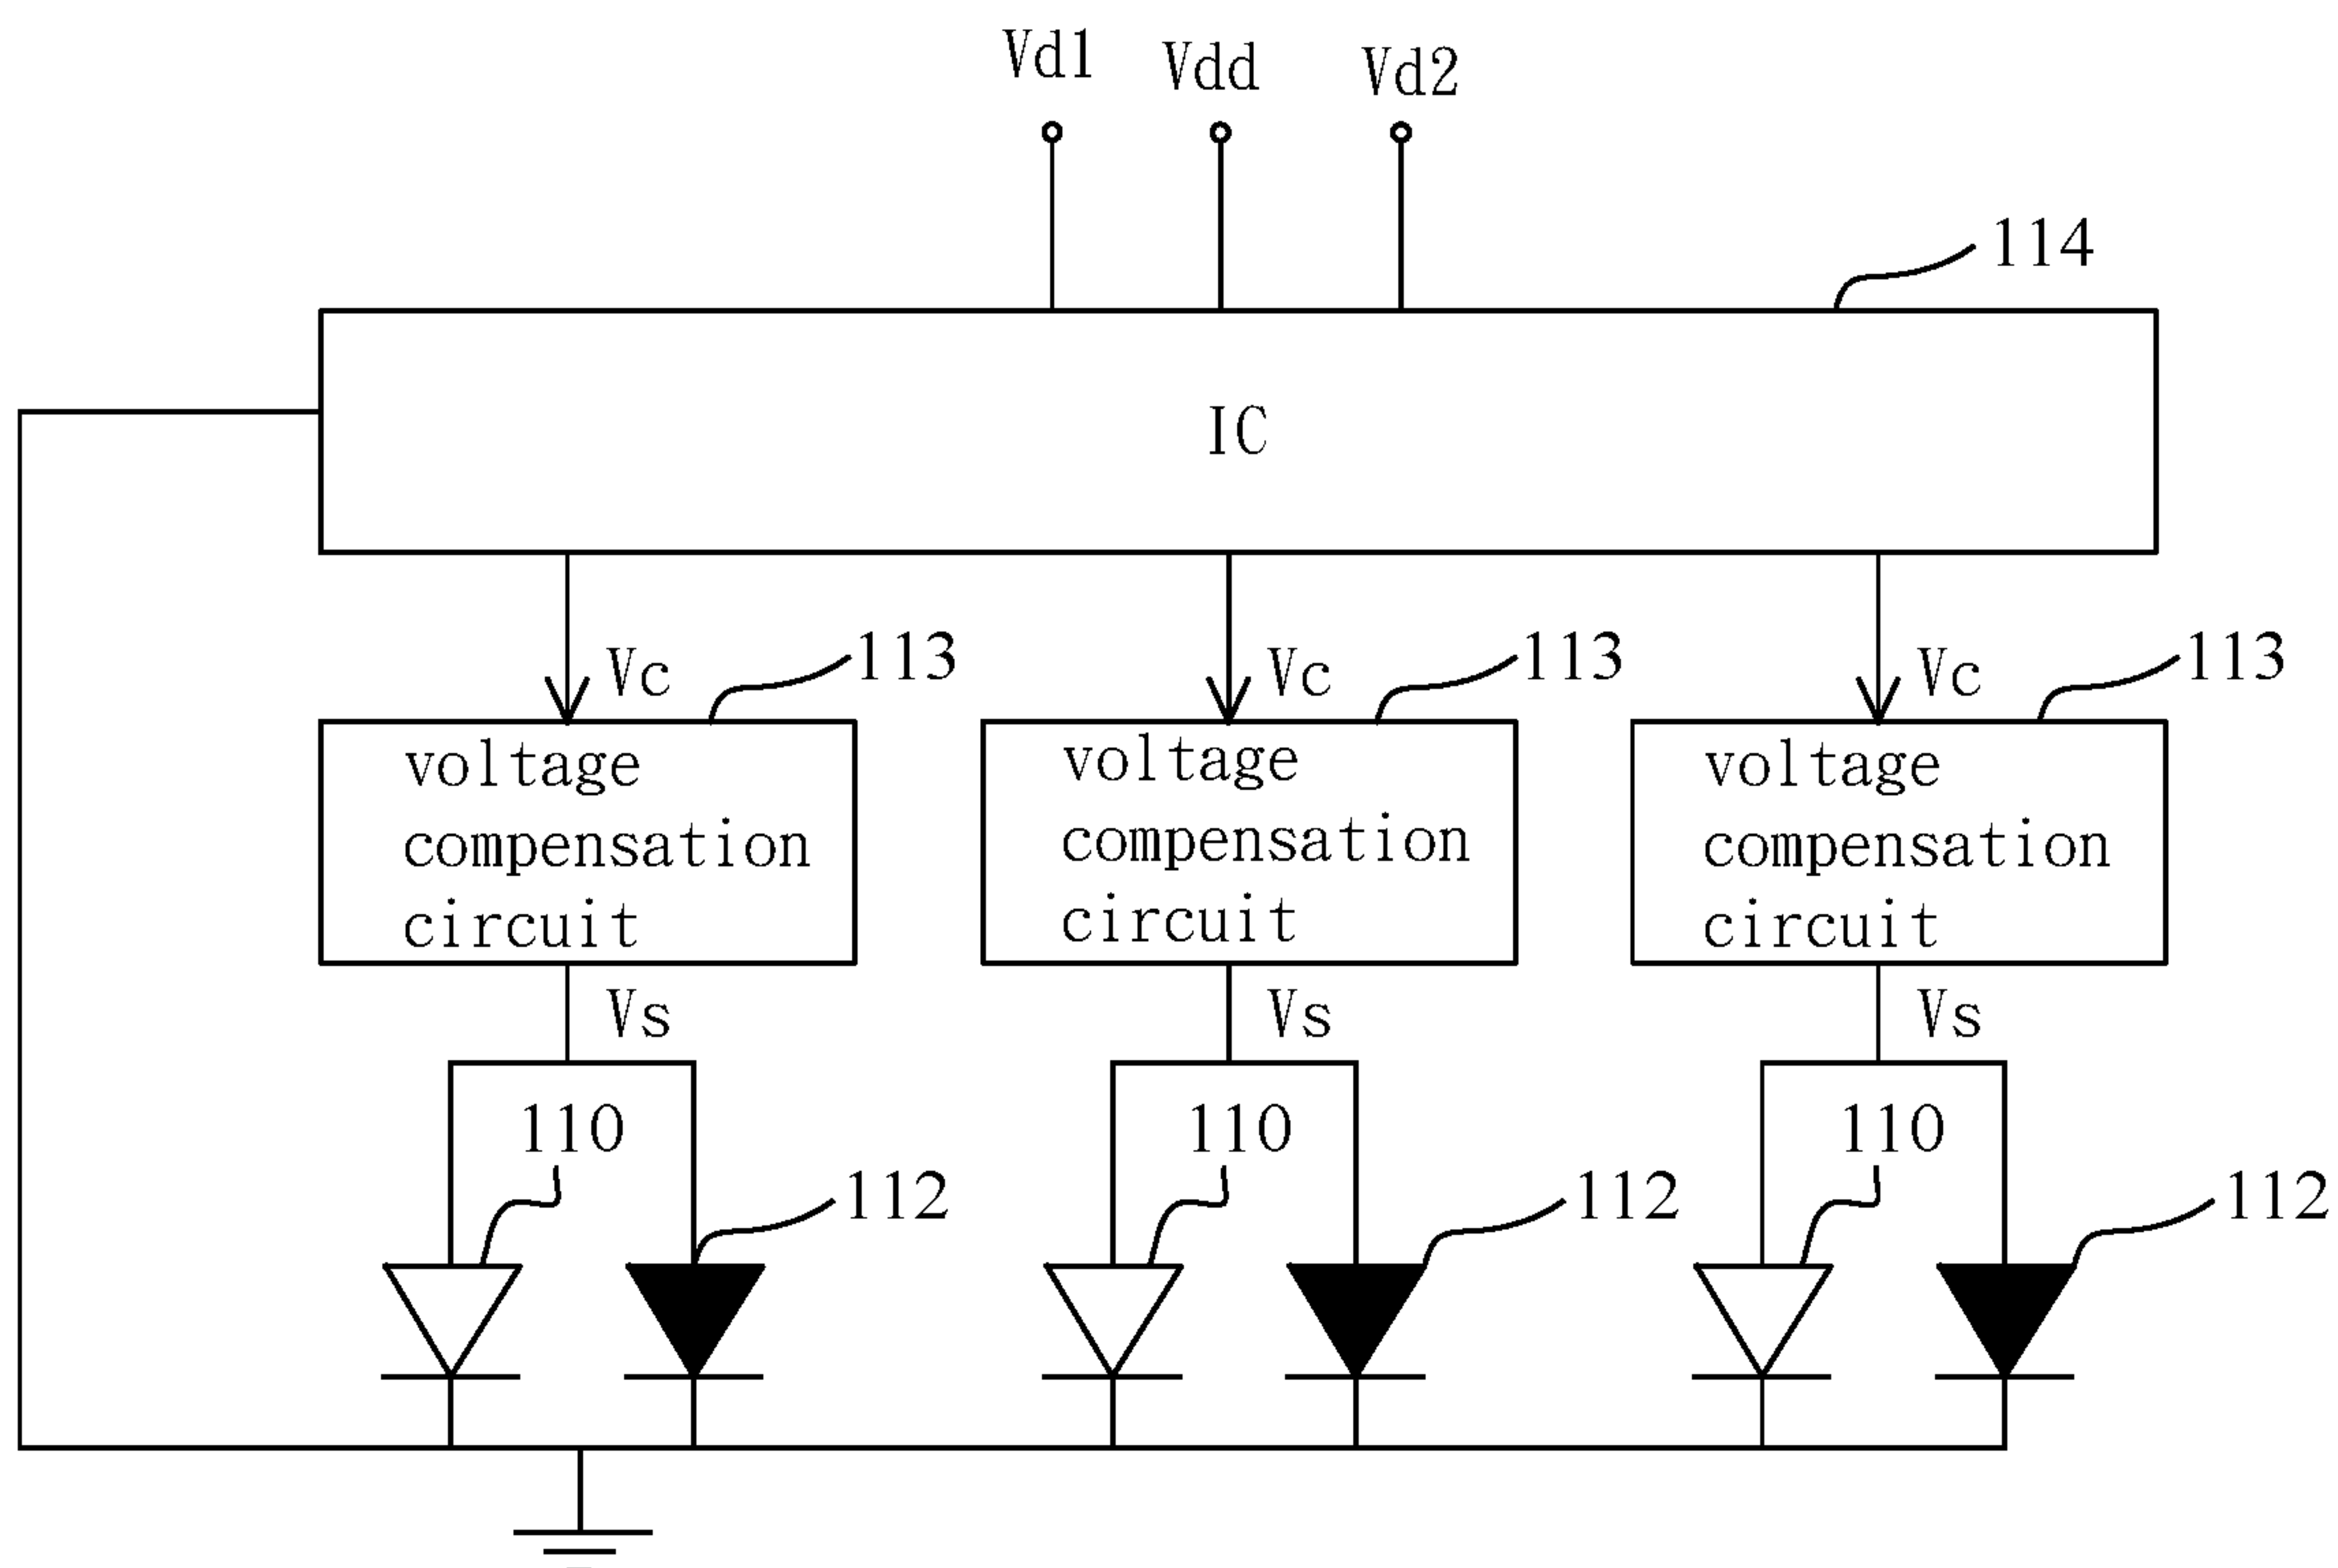 Vd1
Vdd
Vd2
114
IC
Vc
113
Vc
113
Vc
113
voltage
compensation
circuit
voltage
compensation
circuit
voltage
compensation
circuit
Vs
Vs
Vs
110
112
110
112
110
112